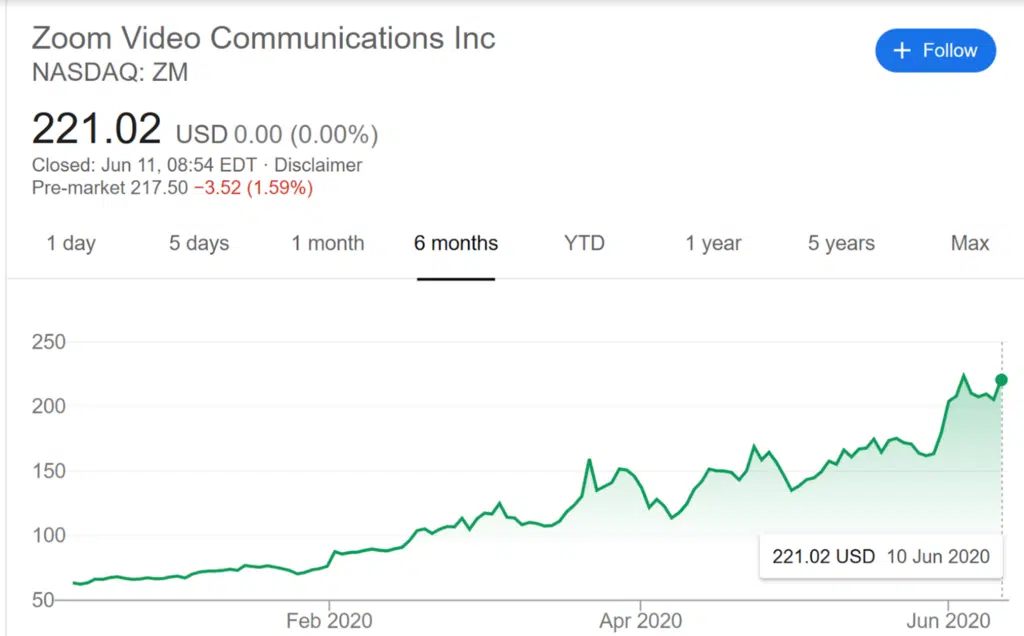 Zoom Video Communications Inc
NASDAQ: ZM
+ Follow
221.02 USD 0.00 (0.00%)
Closed: Jun 11, 08:54 EDT · Disclaimer
Pre-market 217.50 −3.52 (1.59%)
1 day 5 days 1 month 6 months YTD 1 year 5 years Max
250
200
150
100
50
221.02 USD 10 Jun 2020
Feb 2020 Apr 2020 Jun 2020